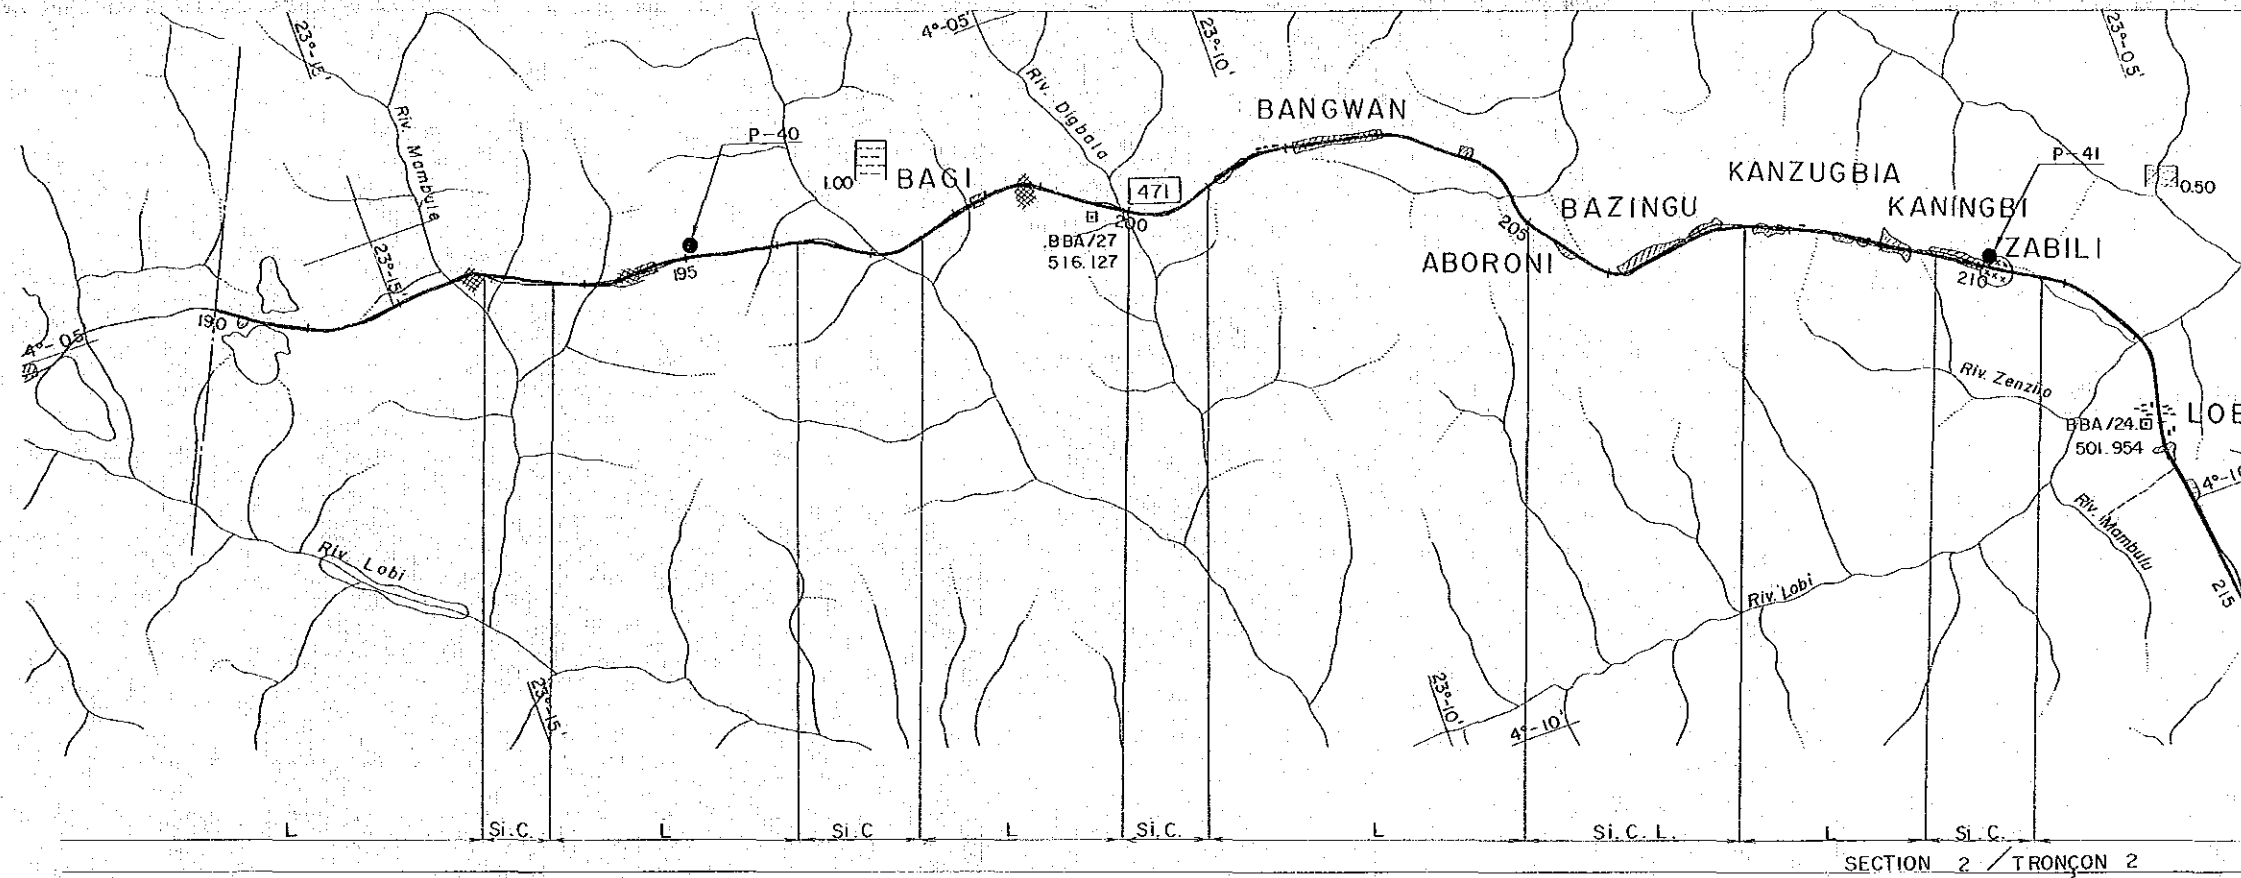 23°-15'
4°-05'
23°-10'
23°-05'
Riv. Mambule
Riv. Digbala
BANGWAN
P-40
P-41
1.00
BAGI
471
KANZUGBIA
0.50
BAZINGU
KANINGBI
200
205
BBA/27
516.127
ABORONI
ZABILI
23°-15'
195
210
190
4°-05'
Riv. Zenzilo
LOB
BBA/24
501.954
4°-10
Riv. Mambulu
Riv. Lobi
Riv. Lobi
215
23°-15'
23°-10'
4°-10'
L
Si.C.
L
Si.C
L
Si.C.
L
Si.C.L.
L
Si.C.
SECTION 2 / TRONÇON 2